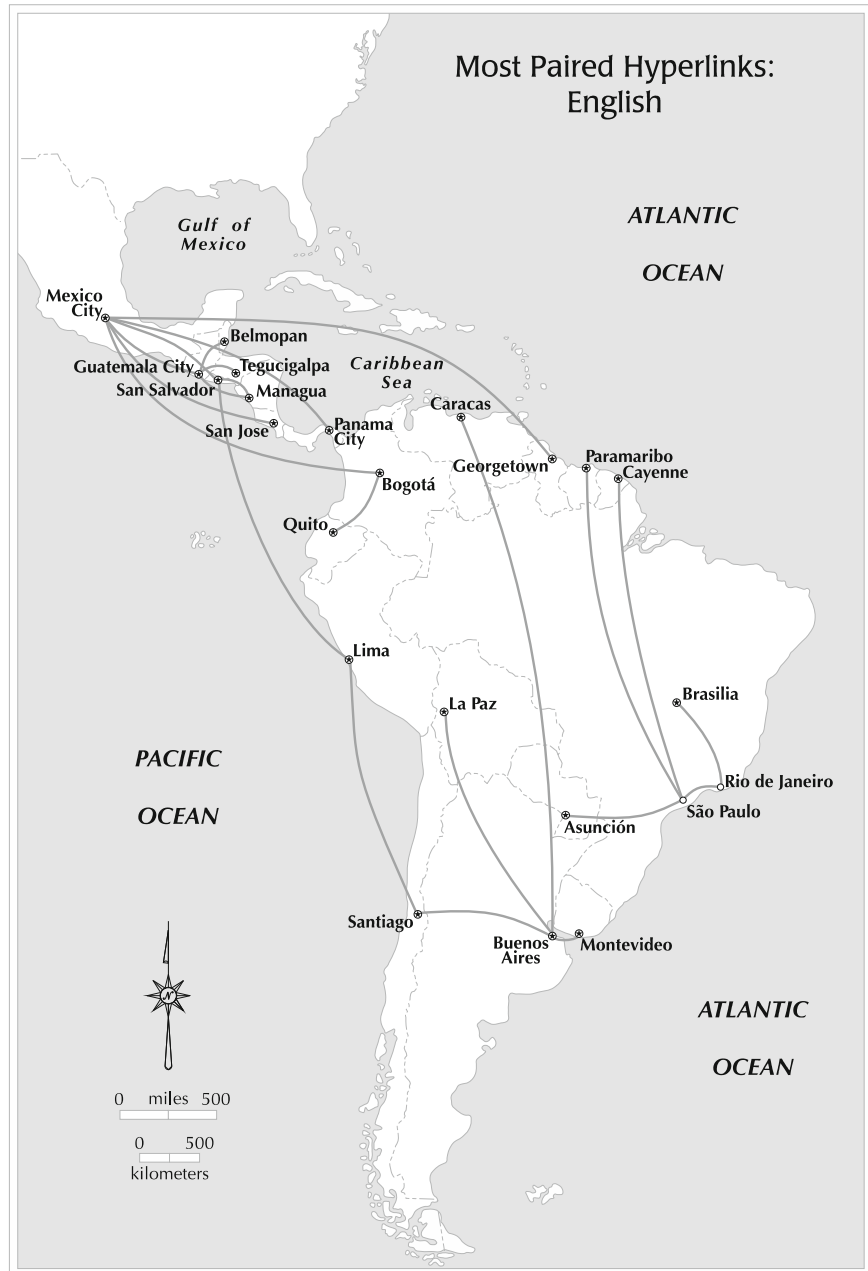 Most Paired Hyperlinks:
English
ATLANTIC
OCEAN
Gulf of
Mexico
Mexico
City
Belmopan
Guatemala City
Tegucigalpa
San Salvador
Managua
Caribbean
Sea
San Jose
Panama
City
Caracas
Georgetown
Paramaribo
Cayenne
Bogotá
Quito
Lima
La Paz
Brasilia
PACIFIC
OCEAN
Rio de Janeiro
São Paulo
Asunción
Santiago
Buenos
Aires
Montevideo
N
ATLANTIC
OCEAN
0 miles 500
0 500
kilometers